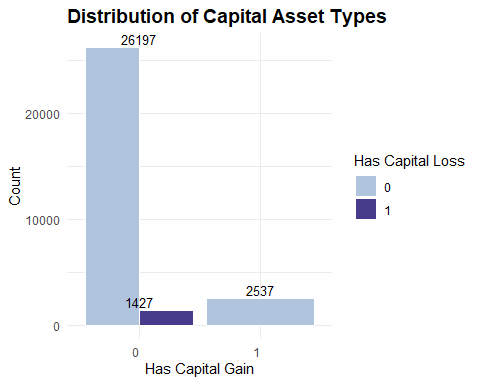 Distribution of Capital Asset Types
26197
20000
10000
0
1427
2537
Count
0
1
Has Capital Gain
Has Capital Loss
0
1